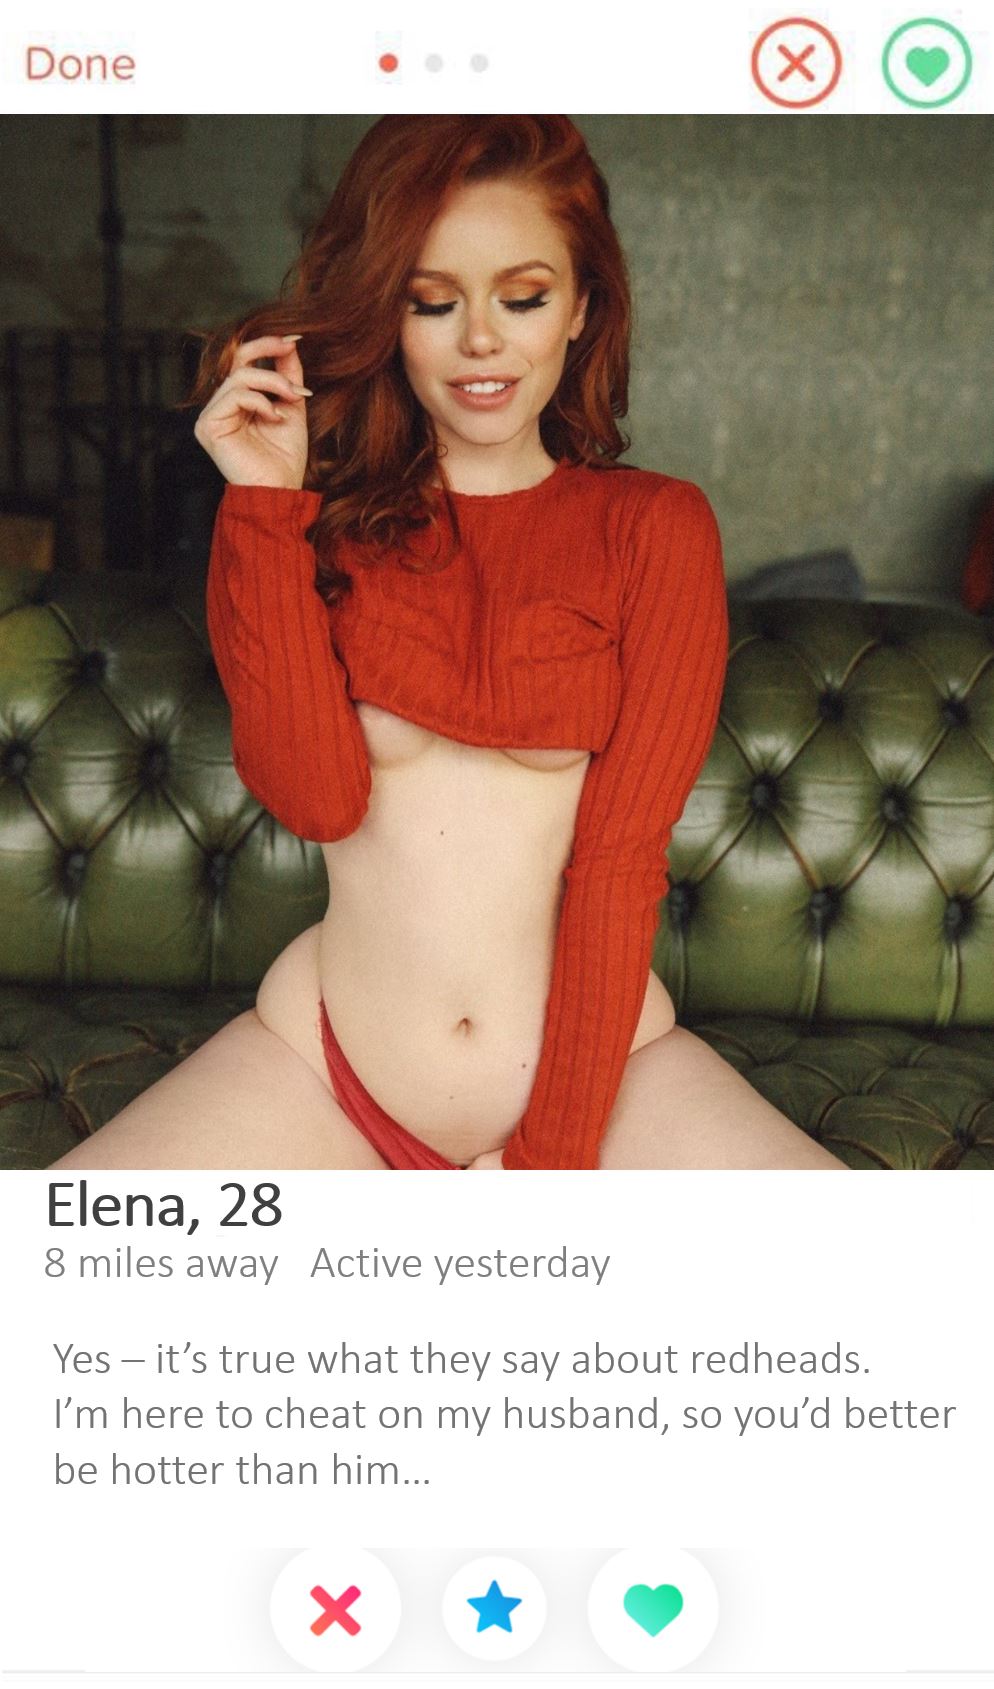 Done
Elena, 28
8 miles away Active yesterday
Yes – it’s true what they say about redheads.
I’m here to cheat on my husband, so you’d better
be hotter than him...